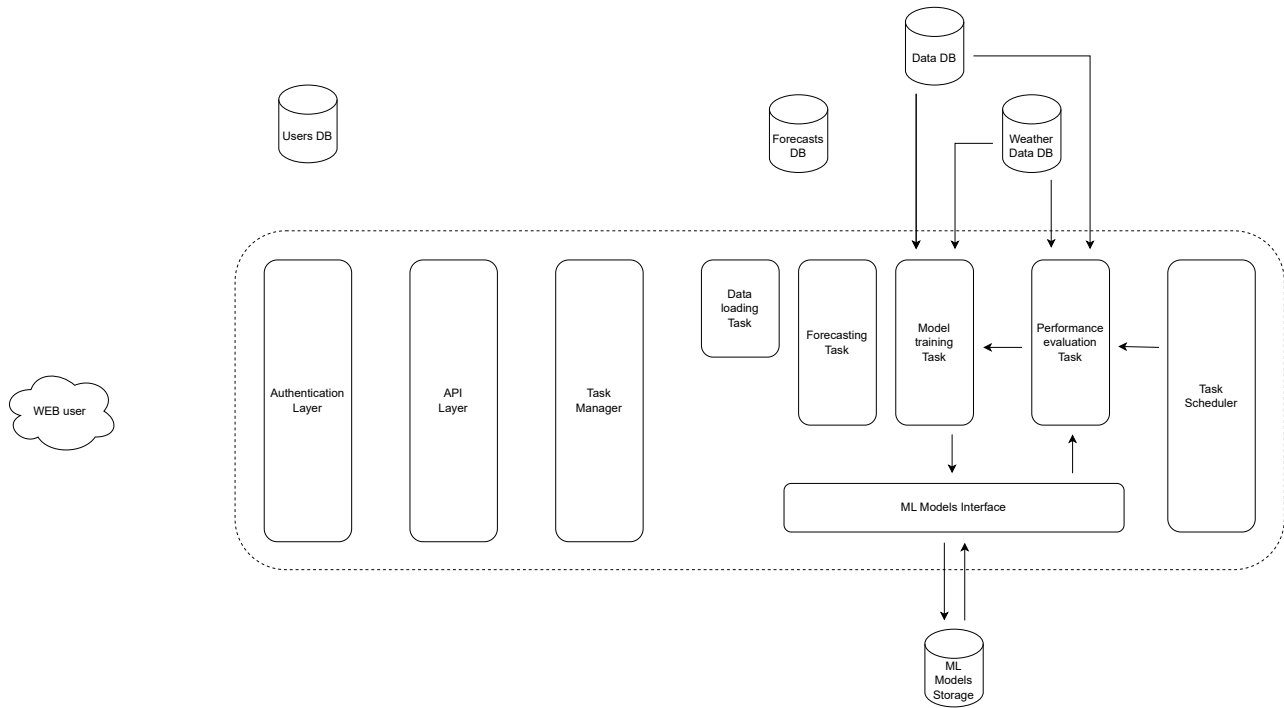 Data DB
Users DB
Forecasts
DB
Weather
Data DB
WEB user
Authentication
Layer
API
Layer
Task
Manager
Data
loading
Task
Forecasting
Task
Model
training
Task
Performance
evaluation
Task
Task
Scheduler
ML Models Interface
ML
Models
Storage